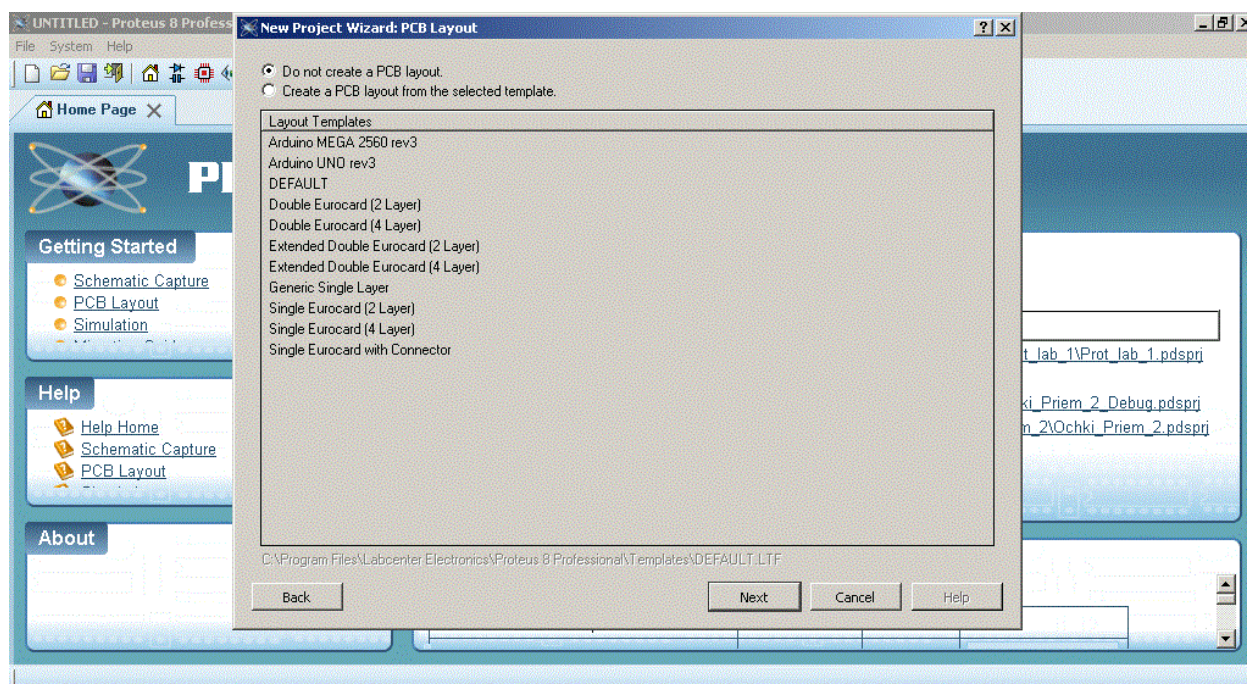 UNTITLED - Proteus 8 Profess
File System Help
Home Page
Getting Started
Schematic Capture
PCB Layout
Simulation
Help
Help Home
Schematic Capture
PCB Layout
About
New Project Wizard: PCB Layout
Do not create a PCB layout.
Create a PCB layout from the selected template.
Layout Templates
Arduino MEGA 2560 rev3
Arduino UNO rev3
DEFAULT
Double Eurocard (2 Layer)
Double Eurocard (4 Layer)
Extended Double Eurocard (2 Layer)
Extended Double Eurocard (4 Layer)
Generic Single Layer
Single Eurocard (2 Layer)
Single Eurocard (4 Layer)
Single Eurocard with Connector
C:\Program Files\Labcenter Electronics\Proteus 8 Professional\Templates\DEFAULT.LTF
Back Next Cancel Help
t_lab_1\Prot_lab_1.pdsprj
ki_Priem_2_Debug.pdsprj
n_2\Ochki_Priem_2.pdsprj